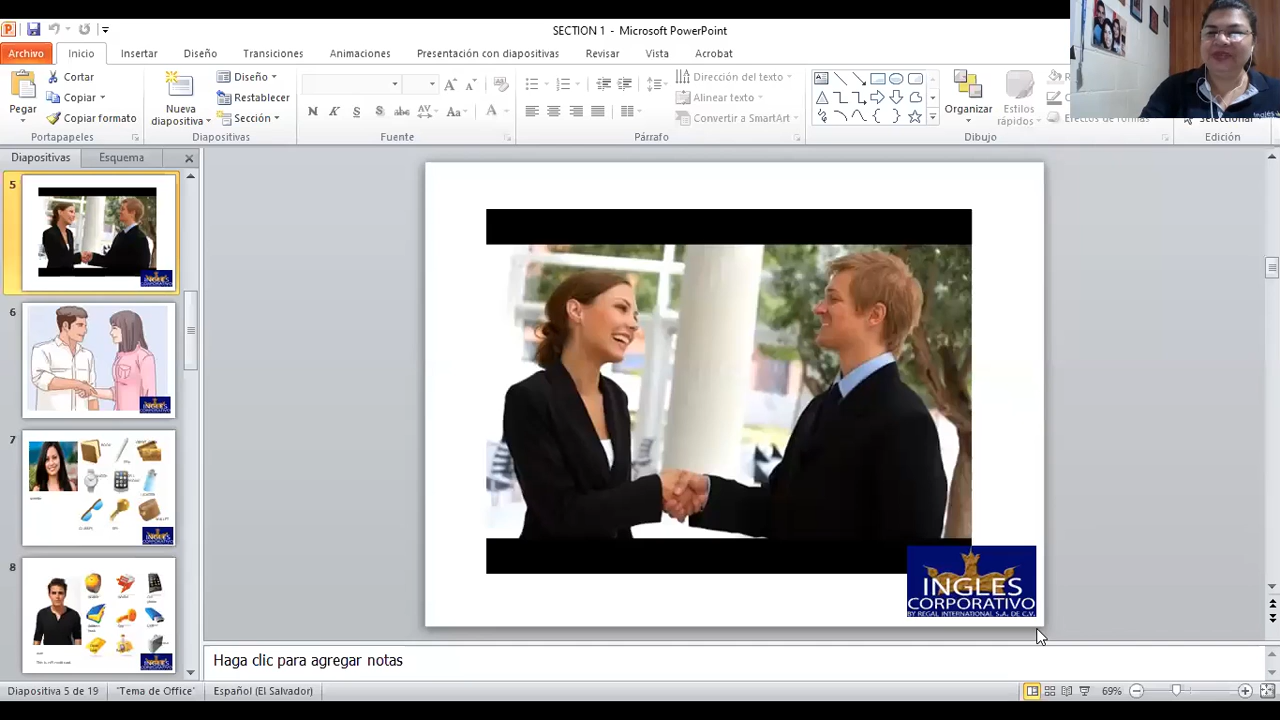 SECTION 1 - Microsoft PowerPoint
Archivo
Inicio
Insertar
Diseño
Transiciones
Animaciones
Presentación con diapositivas
Revisar
Vista
Acrobat
Pegar
Cortar
Copiar
Copiar formato
Portapapeles
Nueva
diapositiva
Diseño
Restablecer
Sección
Diapositivas
N K S S abc AV Aa A
Fuente
Dirección del texto
Alinear texto
Convertir a SmartArt
Párrafo
Organizar
Estilos
rápidos
Efectos de formas
Dibujo
Seleccionar
Edición
Diapositivas
Esquema
5
6
7
8
INGLES
CORPORATIVO
BY REGAL INTERNATIONAL S.A. DE C.V.
Haga clic para agregar notas
Diapositiva 5 de 19
"Tema de Office"
Español (El Salvador)
69%